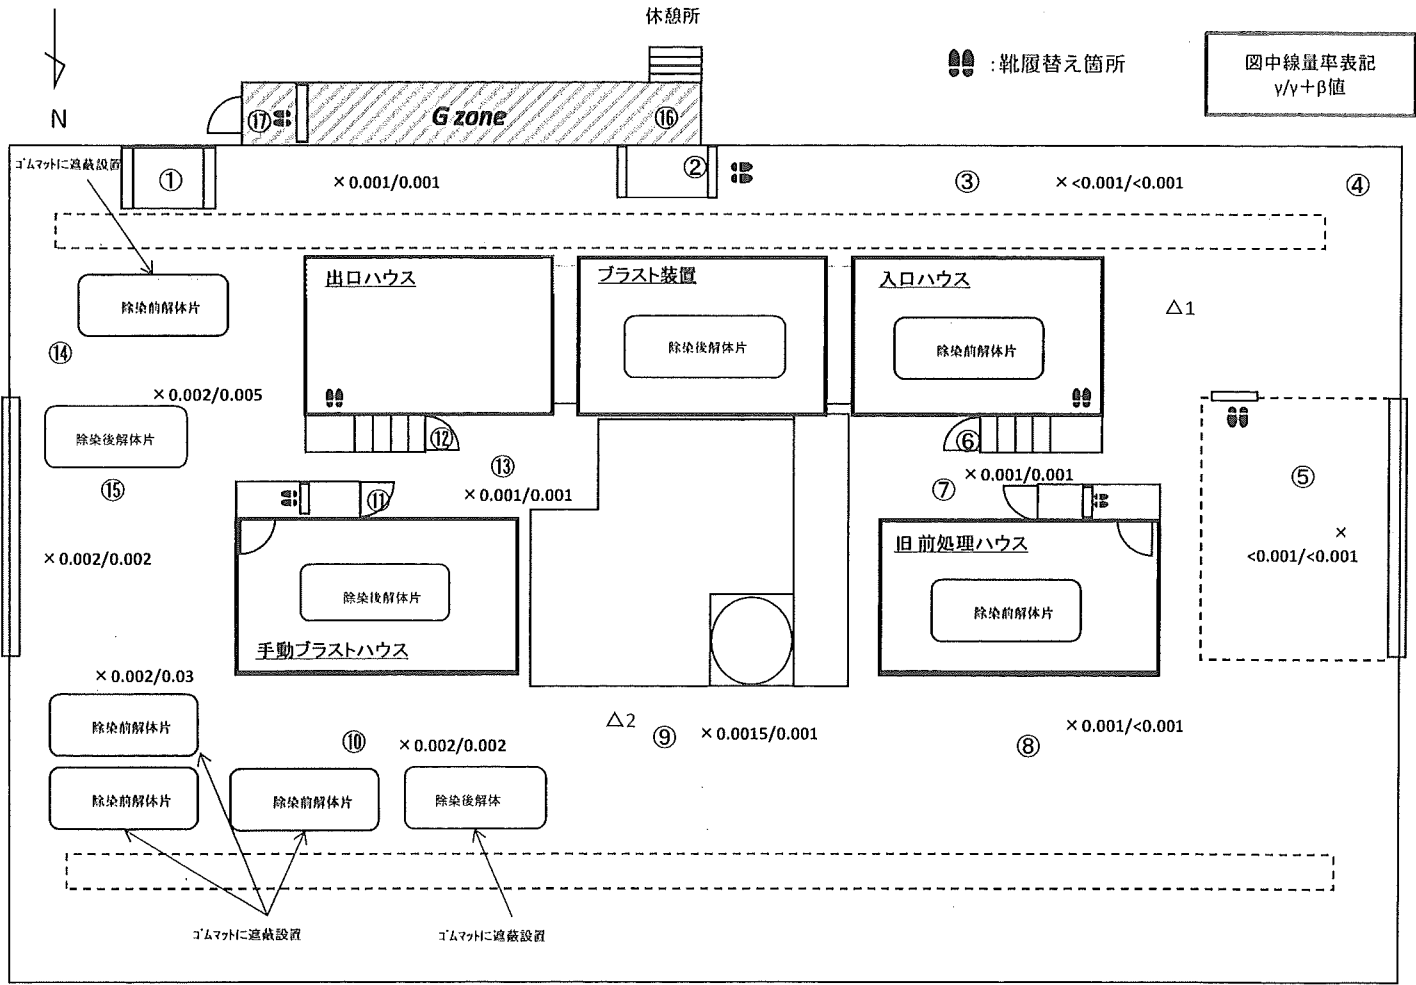 休憩所
:靴履替え箇所
図中線量率表記
γ/γ+β値
N
⑰
G zone
⑯
ゴムマットに遮蔽設置
①
×0.001/0.001
②
③
×<0.001/<0.001
④
出口ハウス
ブラスト装置
入口ハウス
除染前解体片
除染後解体片
除染前解体片
△1
⑭
×0.002/0.005
除染後解体片
⑫
⑥
⑬
×0.001/0.001
×0.001/0.001
⑤
⑮
⑪
⑦
×
<0.001/<0.001
×0.002/0.002
旧前処理ハウス
除染後解体片
除染前解体片
手動ブラストハウス
×0.002/0.03
除染前解体片
△2
⑨
×0.0015/0.001
×0.001/<0.001
⑧
⑩
×0.002/0.002
除染前解体片
除染前解体片
除染後解体
ゴムマットに遮蔽設置
ゴムマットに遮蔽設置